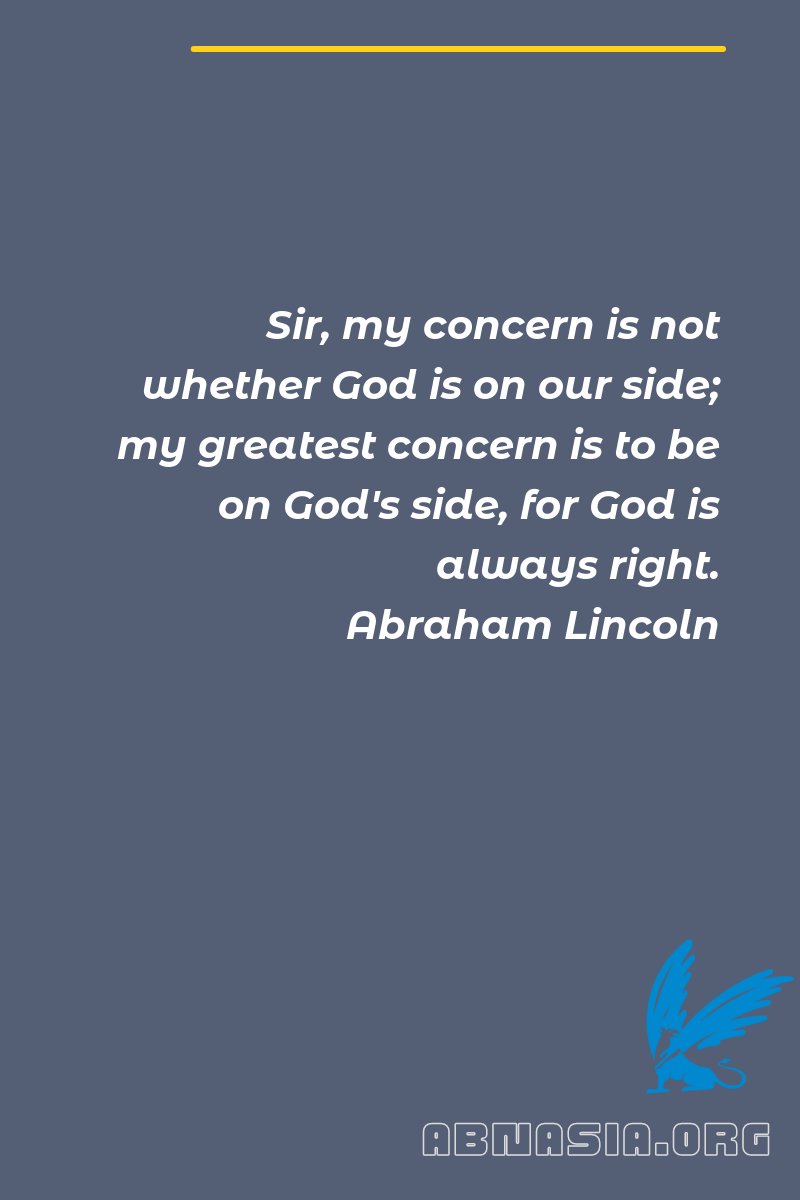 Sir, my concern is not
whether God is on our side;
my greatest concern is to be
on God's side, for God is
always right.
Abraham Lincoln
ABNASIA.ORG